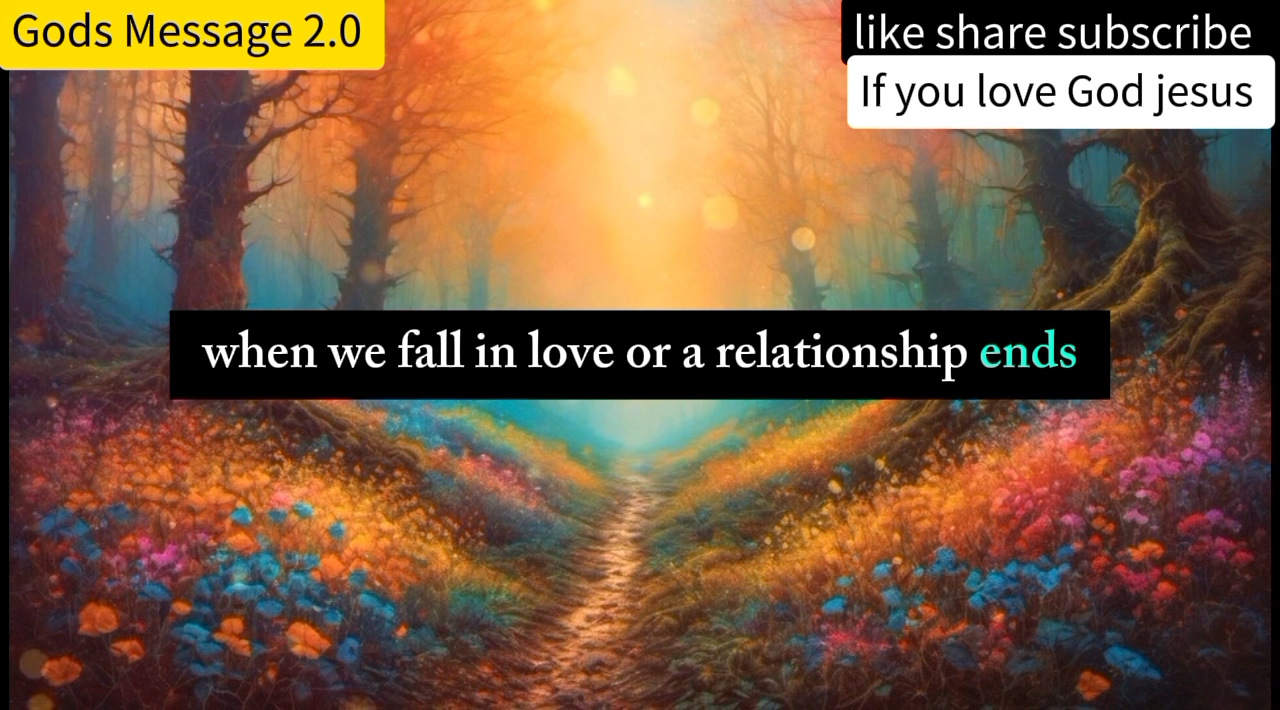 Gods Message 2.0
like share subscribe
If you love God jesus
when we fall in love or a relationship ends